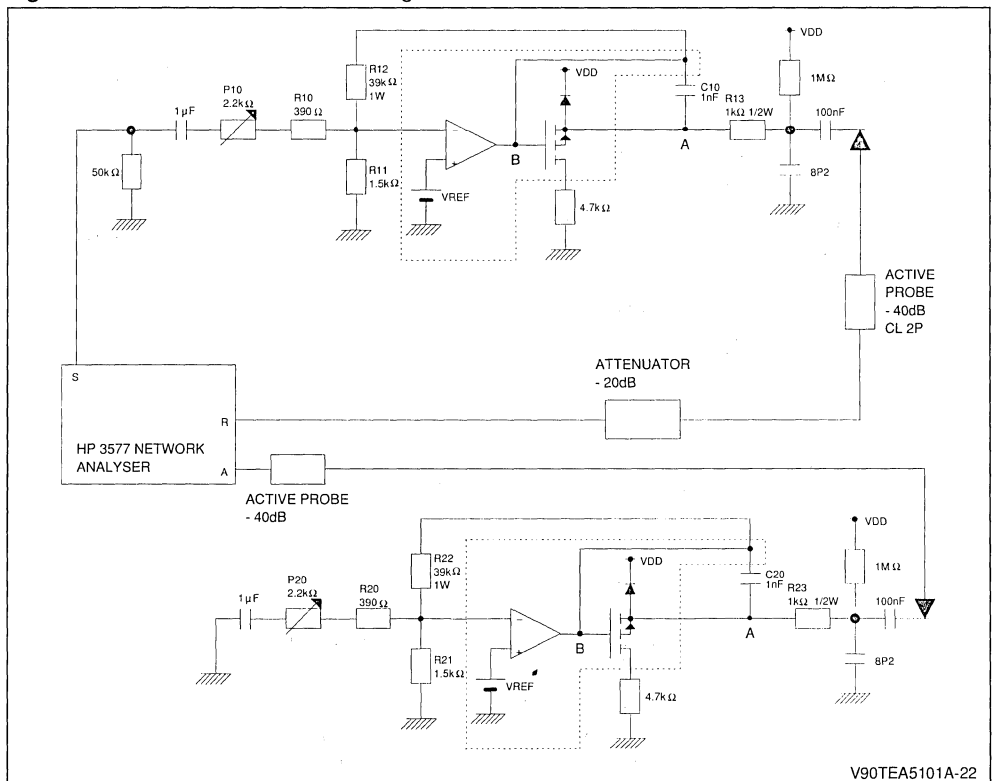 VDD
R12
39kΩ
1W
1MΩ
C10
1nF
R13
1kΩ 1/2W
100nF
P10
2.2kΩ
R10
390 Ω
1µF
VDD
A
B
50kΩ
R11
1.5kΩ
VREF
4.7kΩ
8P2
ACTIVE
PROBE
- 40dB
CL 2P
ATTENUATOR
- 20dB
S
R
HP 3577 NETWORK
ANALYSER
A
ACTIVE PROBE
- 40dB
VDD
R22
39kΩ
1W
VDD
C20
1nF
R23
1kΩ 1/2W
1MΩ
100nF
P20
2.2kΩ
R20
390 Ω
1µF
A
B
R21
1.5kΩ
VREF
4.7kΩ
8P2
V90TEA5101A-22